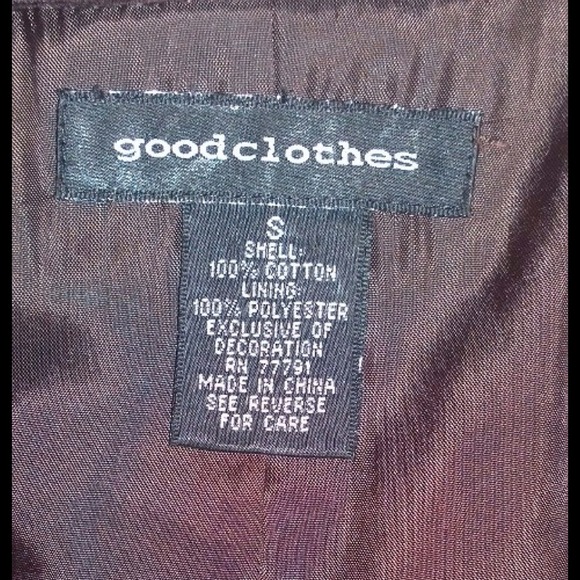 goodclothes
S
SHELL:
100% COTTON
LINING:
100% POLYESTER
EXCLUSIVE OF
DECORATION
RN 77791
MADE IN CHINA
SEE REVERSE
FOR CARE